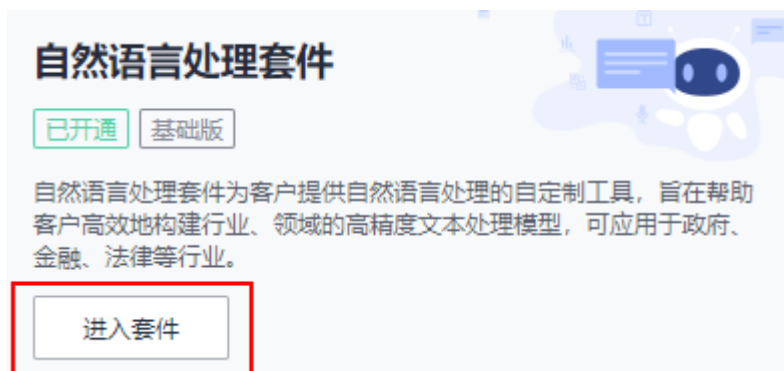 自然语言处理套件
已开通 基础版
自然语言处理套件为客户提供自然语言处理的自定制工具，旨在帮助
客户高效地构建行业、领域的高精度文本处理模型，可应用于政府、
金融、法律等行业。
进入套件